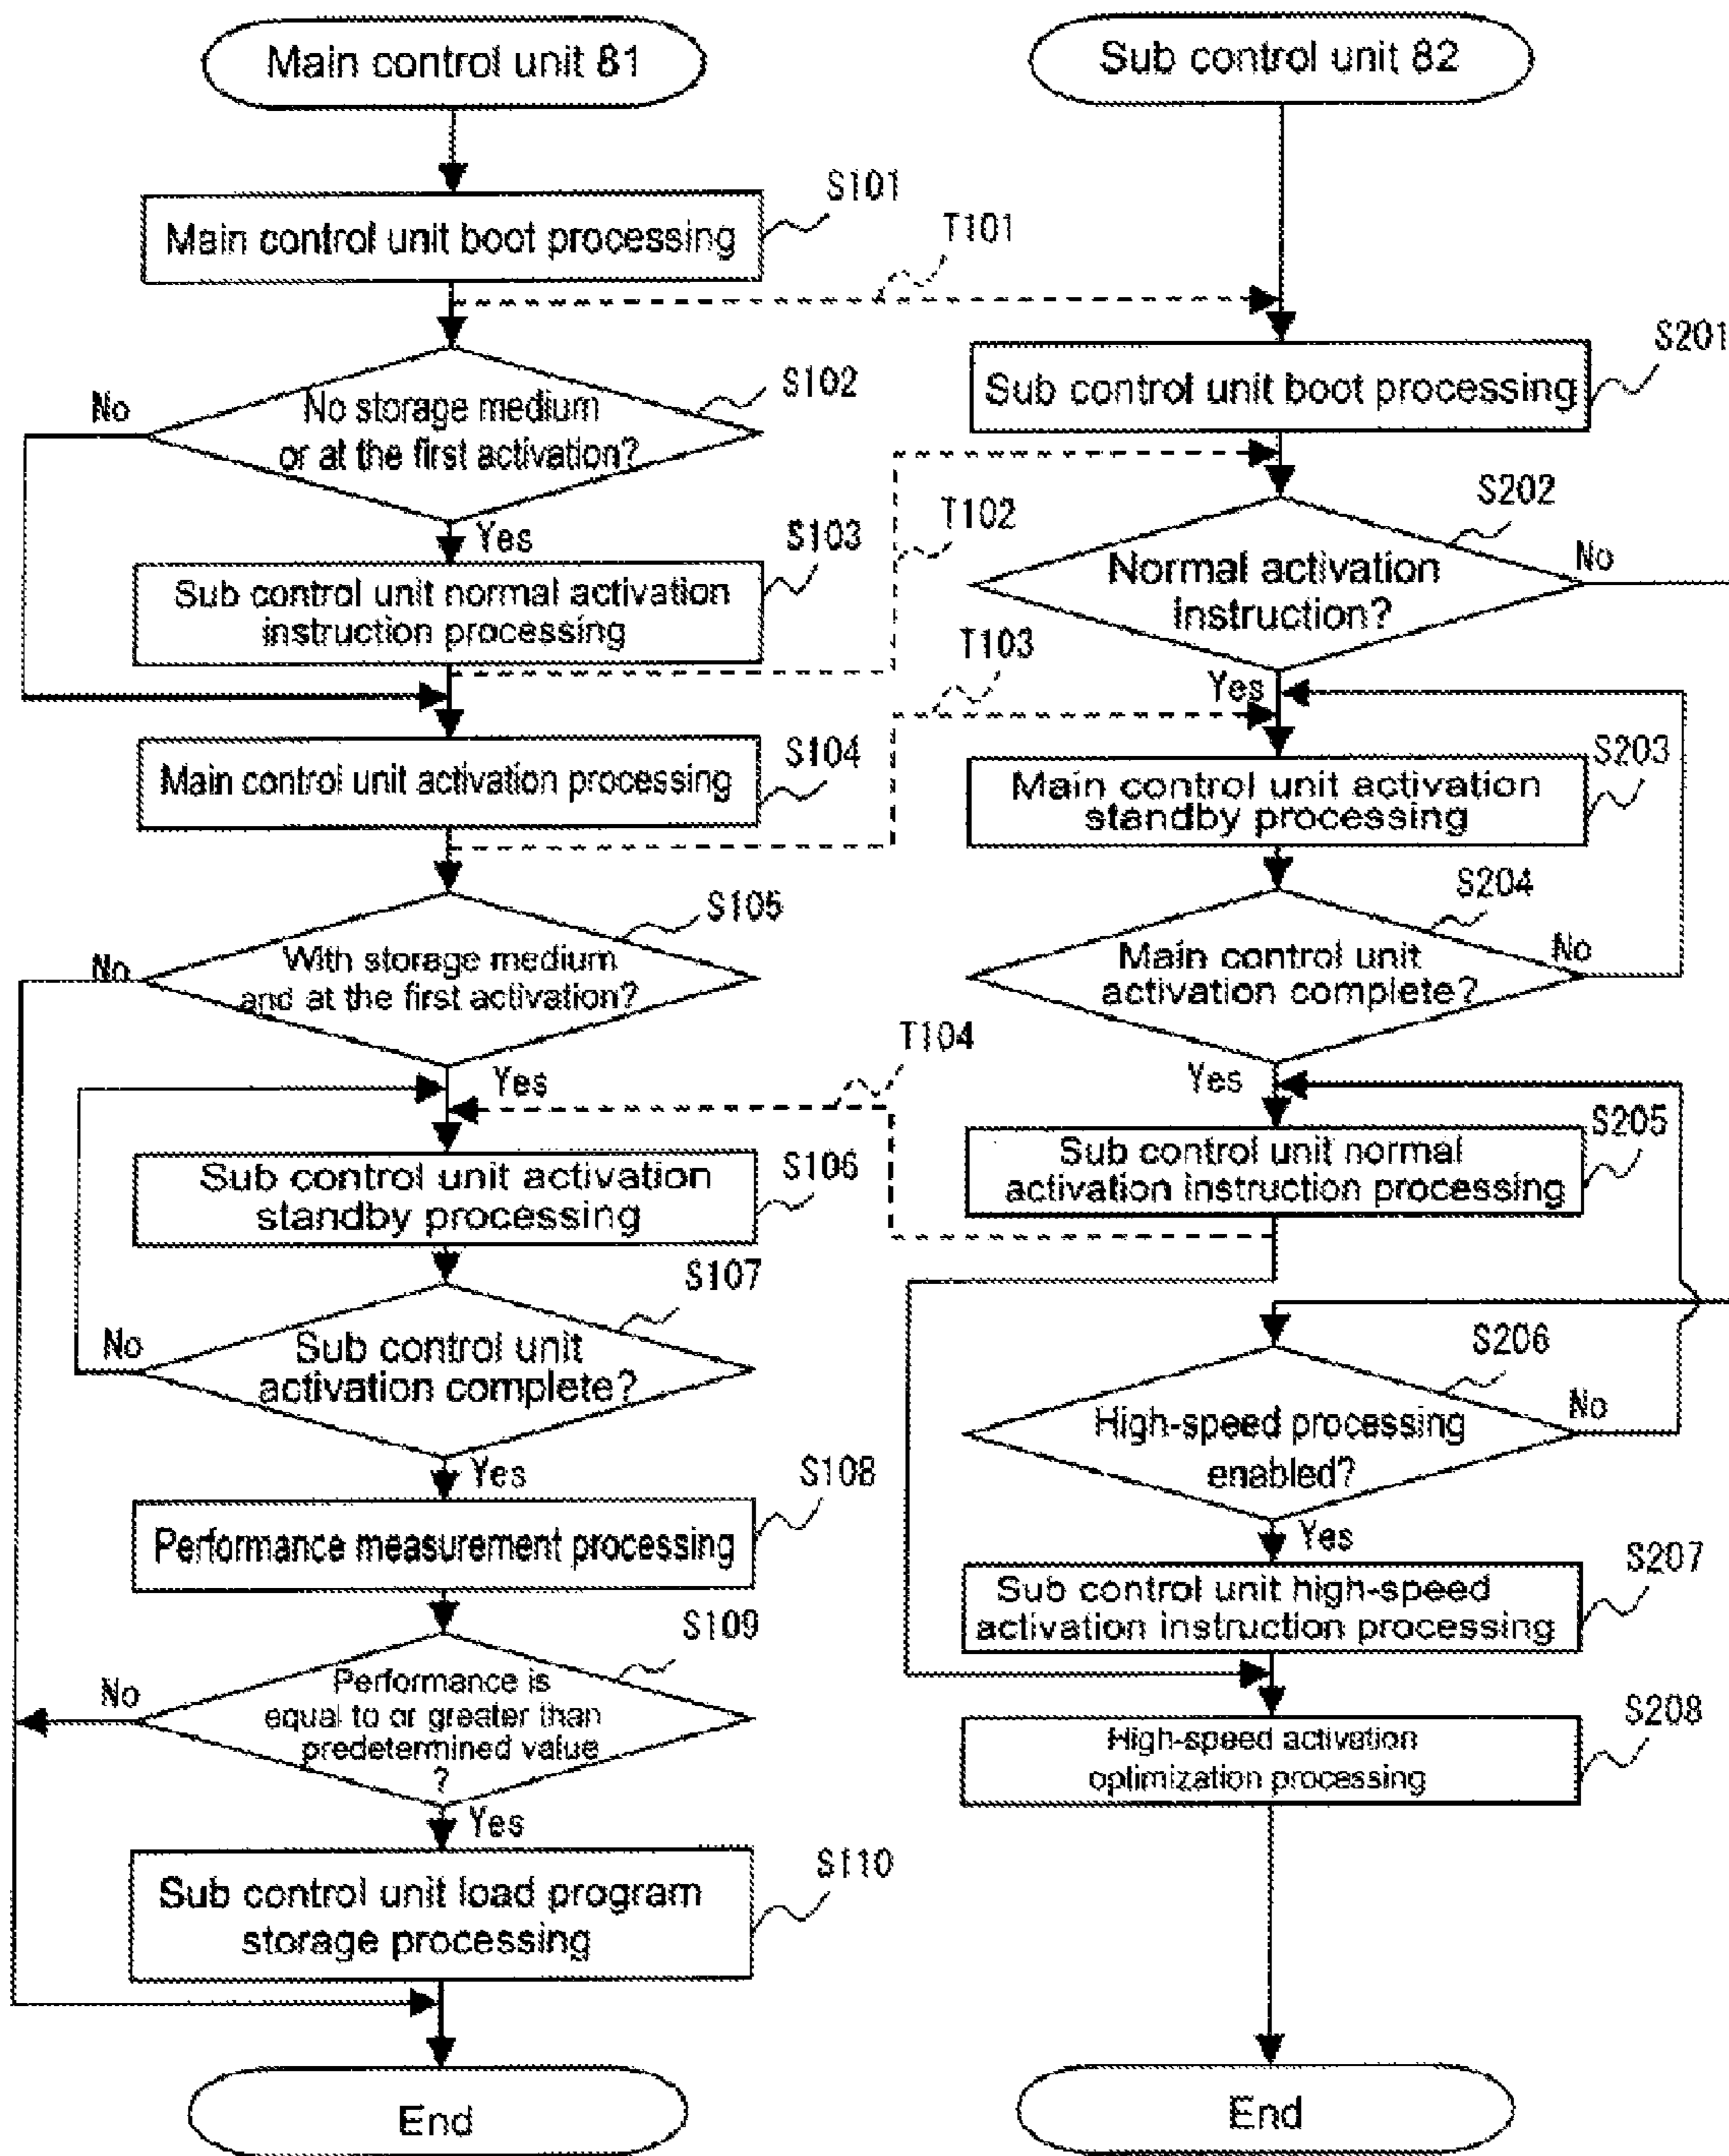 Main control unit 81
S101
Main control unit boot processing
T101
S102
No
No storage medium
or at the first activation?
Yes
S103
Sub control unit normal activation
instruction processing
T102
T103
S104
Main control unit activation processing
S105
No
With storage medium
and at the first activation?
Yes
T104
S106
Sub control unit activation
standby processing
S107
No
Sub control unit
activation complete?
Yes
S108
Performance measurement processing
S109
No
Performance is
equal to or greater than
predetermined value
?
Yes
S110
Sub control unit load program
storage processing
End
Sub control unit 82
S201
Sub control unit boot processing
S202
No
Normal activation
instruction?
Yes
S203
Main control unit activation
standby processing
S204
No
Main control unit
activation complete?
Yes
S205
Sub control unit normal
activation instruction processing
S206
No
High-speed processing
enabled?
Yes
S207
Sub control unit high-speed
activation instruction processing
S208
High-speed activation
optimization processing
End